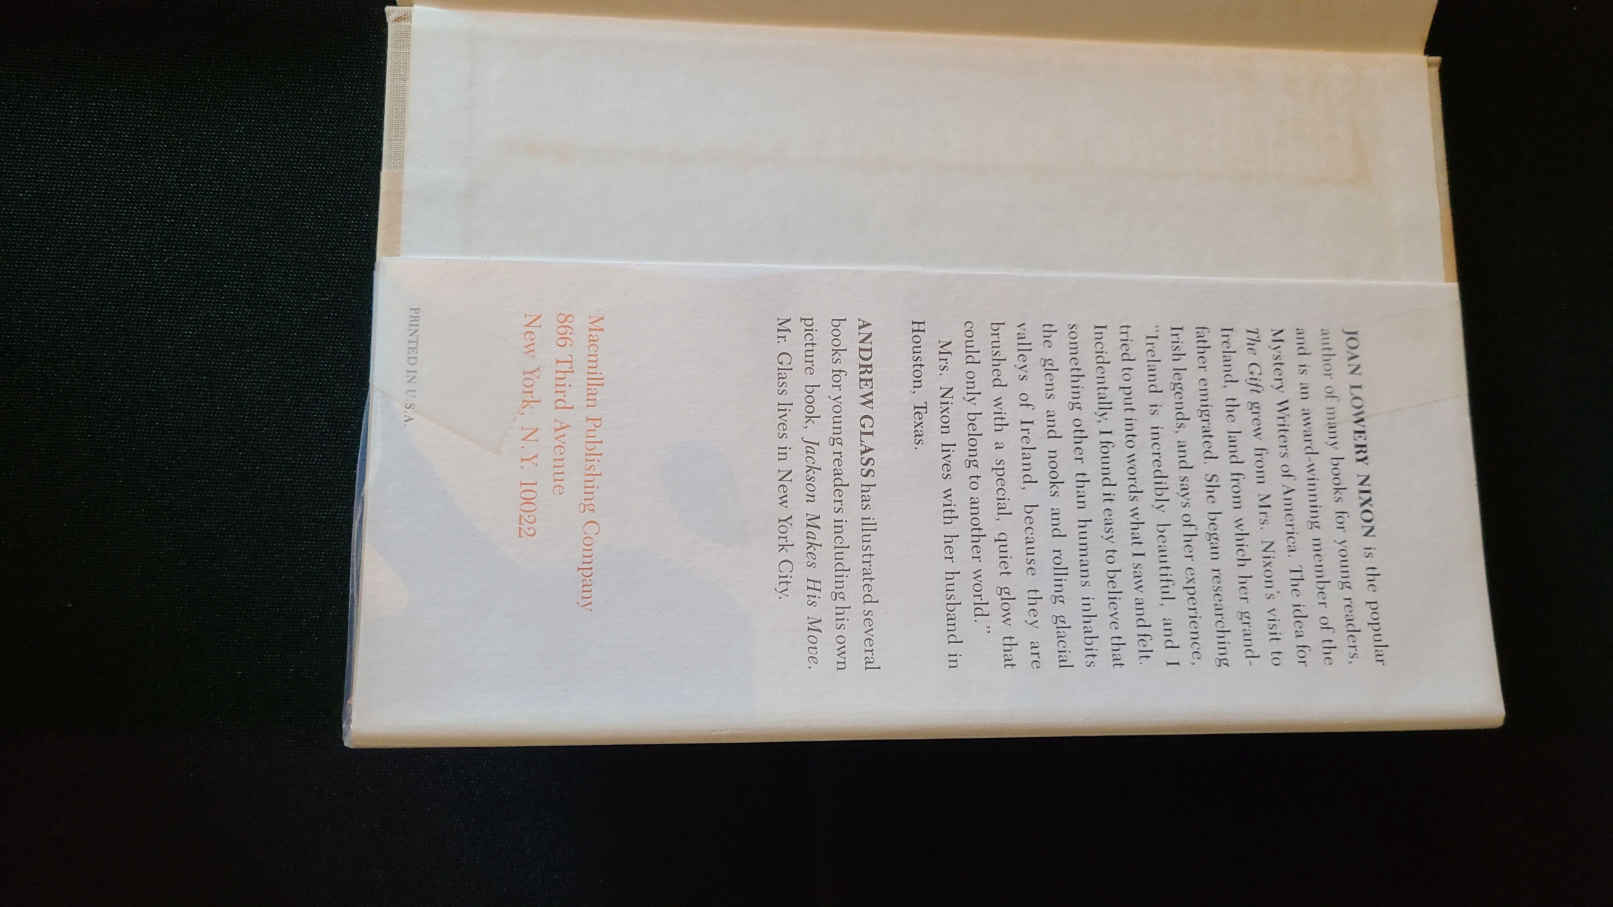 JOAN LOWERY NIXON is the popular
author of many books for young readers,
and is an award-winning member of the
Mystery Writers of America. The idea for
The Gift grew from Mrs. Nixon's visit to
Ireland, the land from which her grand-
father emigrated. She began researching
Irish legends, and says of her experience,
"Ireland is incredibly beautiful, and I
tried to put into words what I saw and felt.
Incidentally, I found it easy to believe that
something other than humans inhabits
the glens and nooks and rolling glacial
valleys of Ireland, because they are
brushed with a special, quiet glow that
could only belong to another world."
Mrs. Nixon lives with her husband in
Houston, Texas.
ANDREW GLASS has illustrated several
books for young readers including his own
picture book, Jackson Makes His Move.
Mr. Glass lives in New York City.
Macmillan Publishing Company
866 Third Avenue
New York, N.Y. 10022
PRINTED IN U.S.A.